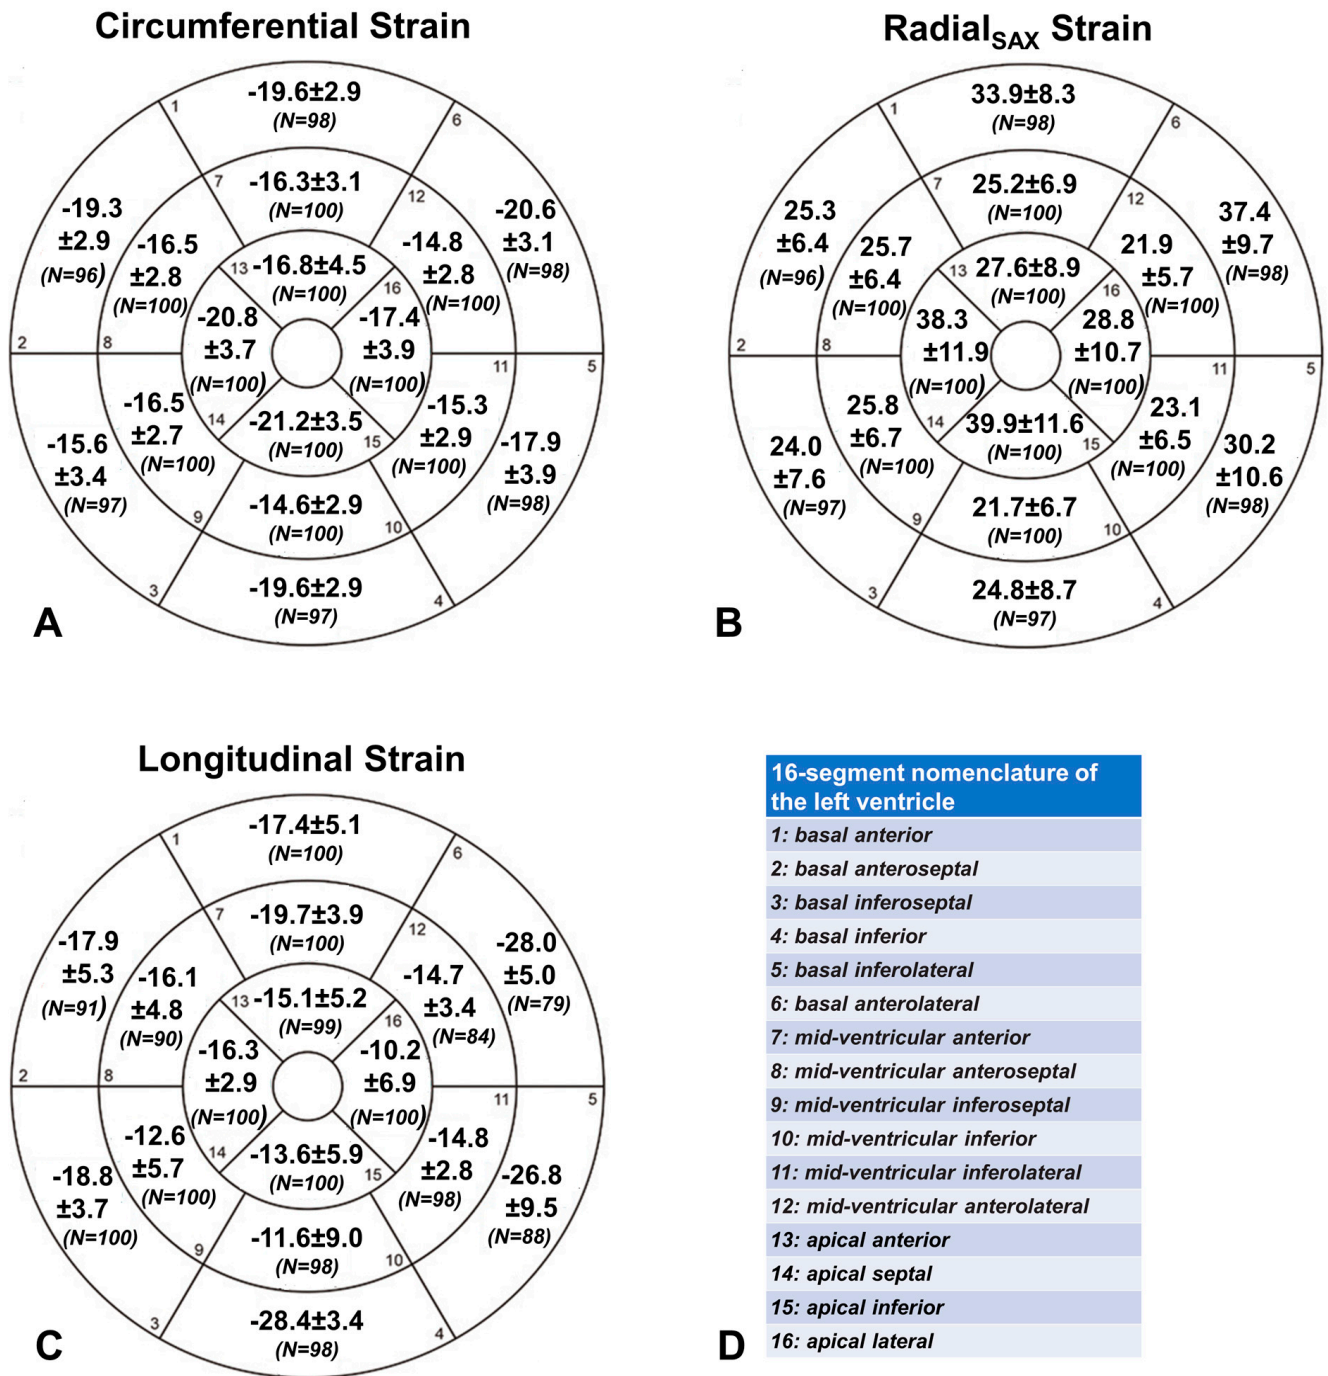 Circumferential Strain
1
-19.6±2.9
(N=98)
6
-19.3
±2.9
(N=96)
7
-16.3±3.1
(N=100)
12
-20.6
±3.1
(N=98)
-16.5
±2.8
(N=100)
13
-16.8±4.5
(N=100)
16
-14.8
±2.8
(N=100)
2
8
-20.8
±3.7
(N=100)
-17.4
±3.9
(N=100)
11
5
-15.6
±3.4
(N=97)
-16.5
±2.7
(N=100)
14
-21.2±3.5
(N=100)
15
-15.3
±2.9
(N=100)
-17.9
±3.9
(N=98)
9
-14.6±2.9
(N=100)
10
3
-19.6±2.9
(N=97)
4
A
RadialSAX Strain
1
33.9±8.3
(N=98)
6
25.3
±6.4
(N=96)
7
25.2±6.9
(N=100)
12
37.4
±9.7
(N=98)
25.7
±6.4
(N=100)
13
27.6±8.9
(N=100)
16
21.9
±5.7
(N=100)
2
8
38.3
±11.9
(N=100)
28.8
±10.7
(N=100)
11
5
24.0
±7.6
(N=97)
25.8
±6.7
(N=100)
14
39.9±11.6
(N=100)
15
23.1
±6.5
(N=100)
30.2
±10.6
(N=98)
9
21.7±6.7
(N=100)
10
3
24.8±8.7
(N=97)
4
B
Longitudinal Strain
1
-17.4±5.1
(N=100)
6
-17.9
±5.3
(N=91)
7
-19.7±3.9
(N=100)
12
-28.0
±5.0
(N=79)
-16.1
±4.8
(N=90)
13
-15.1±5.2
(N=99)
16
-14.7
±3.4
(N=84)
2
8
-16.3
±2.9
(N=100)
-10.2
±6.9
(N=100)
11
5
-18.8
±3.7
(N=100)
-12.6
±5.7
(N=100)
14
-13.6±5.9
(N=100)
15
-14.8
±2.8
(N=98)
-26.8
±9.5
(N=88)
9
-11.6±9.0
(N=98)
10
3
-28.4±3.4
(N=98)
4
C
16-segment nomenclature of
the left ventricle
1: basal anterior
2: basal anteroseptal
3: basal inferoseptal
4: basal inferior
5: basal inferolateral
6: basal anterolateral
7: mid-ventricular anterior
8: mid-ventricular anteroseptal
9: mid-ventricular inferoseptal
10: mid-ventricular inferior
11: mid-ventricular inferolateral
12: mid-ventricular anterolateral
13: apical anterior
14: apical septal
15: apical inferior
16: apical lateral
D